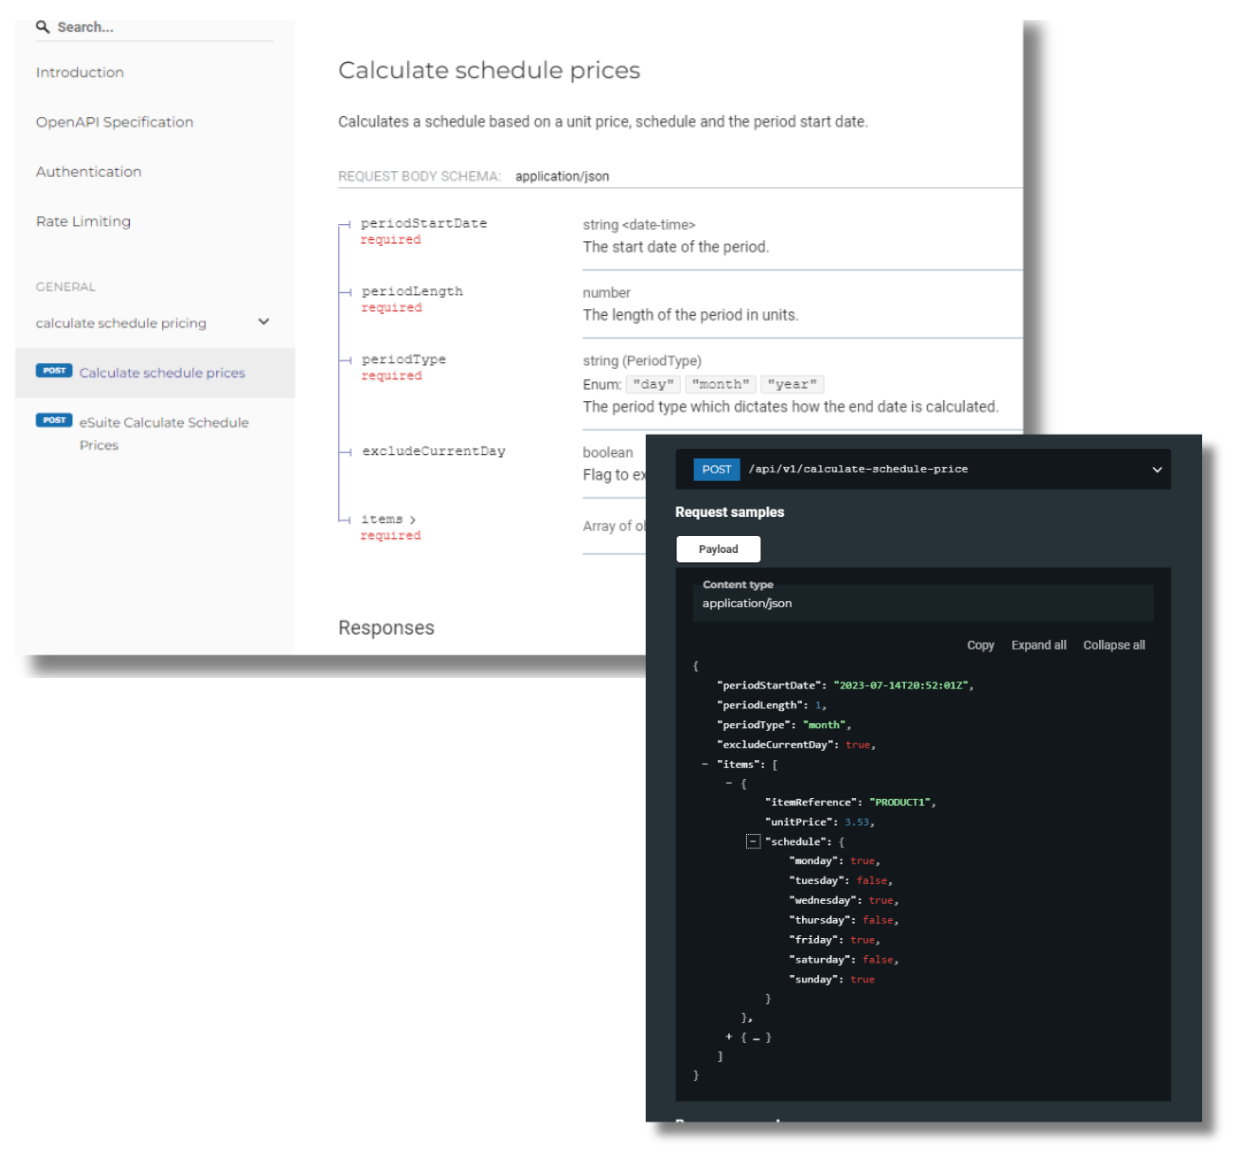 Search...
Introduction
OpenAPI Specification
Authentication
Rate Limiting
GENERAL
calculate schedule pricing
POST Calculate schedule prices
POST eSuite Calculate Schedule
Prices
Calculate schedule prices
Calculates a schedule based on a unit price, schedule and the period start date.
REQUEST BODY SCHEMA: application/json
periodStartDate string <date-time>
required The start date of the period.
periodLength number
required The length of the period in units.
periodType string (PeriodType)
required Enum: "day" "month" "year"
The period type which dictates how the end date is calculated.
excludeCurrentDay boolean
Flag to
items > Array of
required
Responses
POST /api/v1/calculate-schedule-price
Request samples
Payload
Content type
application/json
Copy Expand all Collapse all
{
"periodStartDate": "2023-07-14T20:52:01Z",
"periodLength": 1,
"periodType": "month",
"excludeCurrentDay": true,
- "items": [
- {
"itemReference": "PRODUCT1",
"unitPrice": 3.53,
- "schedule": {
"monday": true,
"tuesday": false,
"wednesday": true,
"thursday": false,
"friday": true,
"saturday": false,
"sunday": true
}
},
+ { … }
]
}